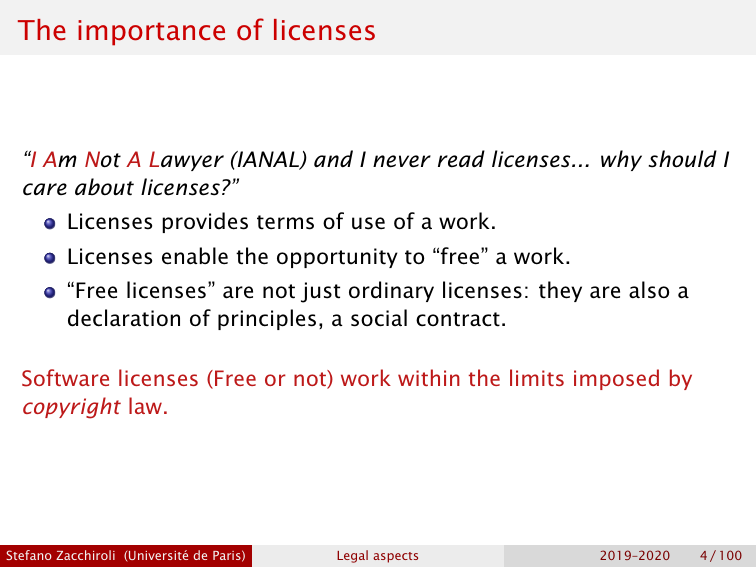 The importance of licenses
“I Am Not A Lawyer (IANAL) and I never read licenses... why should I
care about licenses?”
Licenses provides terms of use of a work.
Licenses enable the opportunity to “free” a work.
“Free licenses” are not just ordinary licenses: they are also a
declaration of principles, a social contract.
Software licenses (Free or not) work within the limits imposed by
copyright law.
Stefano Zacchiroli (Université de Paris) Legal aspects 2019–2020 4 / 100